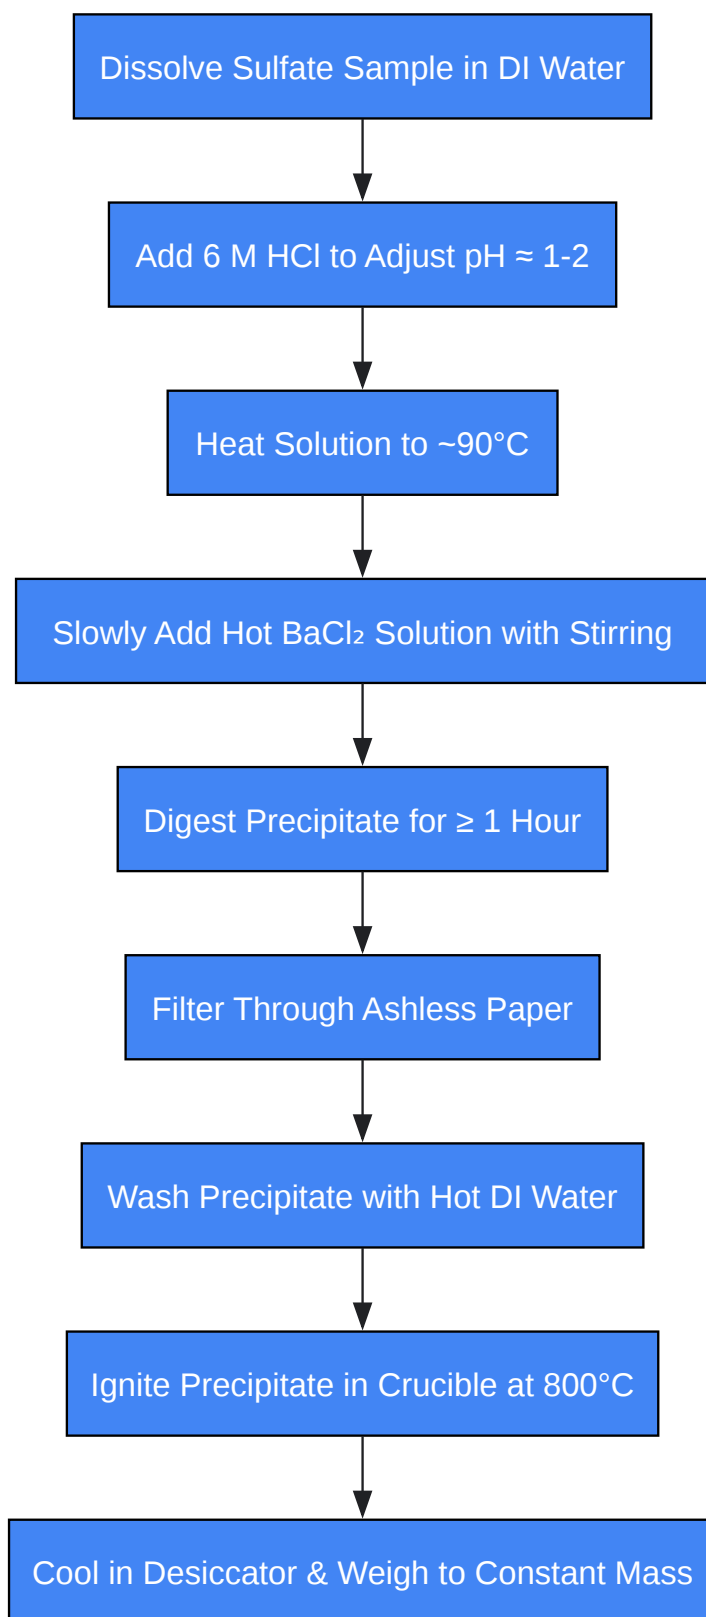 Dissolve Sulfate Sample in DI Water
Add 6 M HCl to Adjust pH ≈ 1-2
Heat Solution to ~90°C
Slowly Add Hot BaCl₂ Solution with Stirring
Digest Precipitate for ≥ 1 Hour
Filter Through Ashless Paper
Wash Precipitate with Hot DI Water
Ignite Precipitate in Crucible at 800°C
Cool in Desiccator & Weigh to Constant Mass